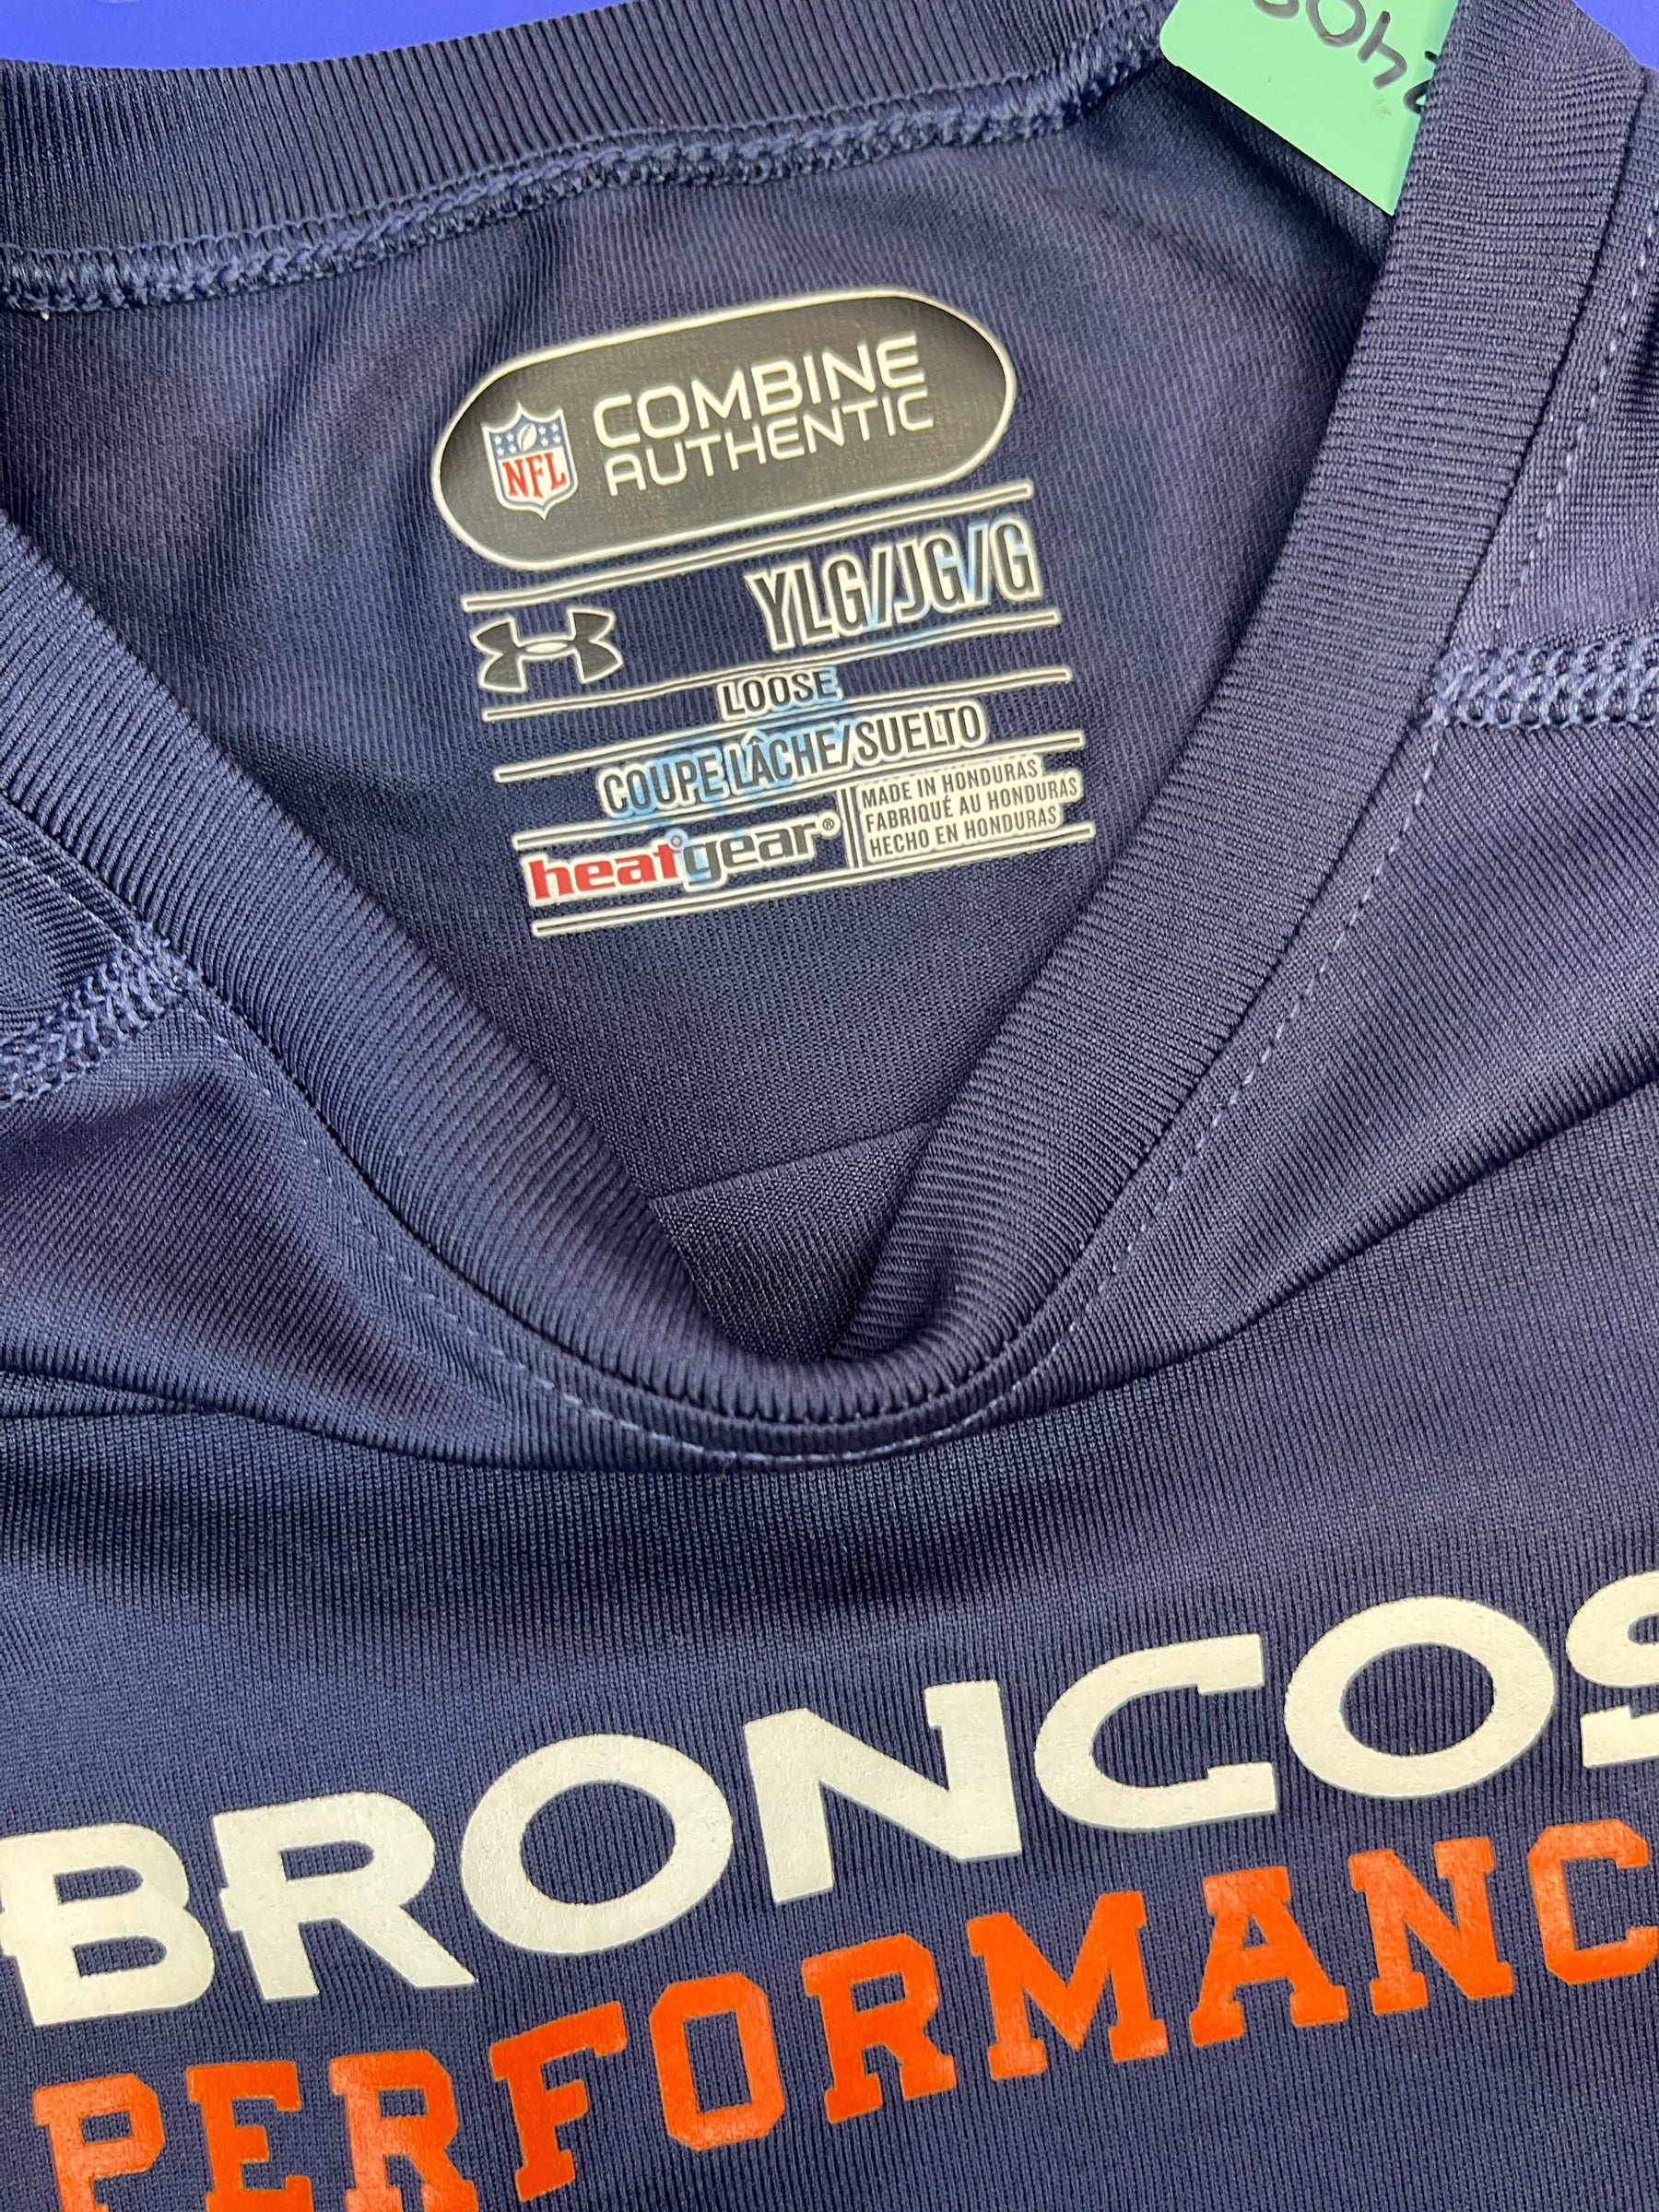 NFL
COMBINE
AUTHENTIC
YLG/JG/G
LOOSE
COUPE LÂCHE/SUELTO
heatgear®
MADE IN HONDURAS
FABRIQUÉ AU HONDURAS
HECHO EN HONDURAS
BRONCOS
PERFORMANC